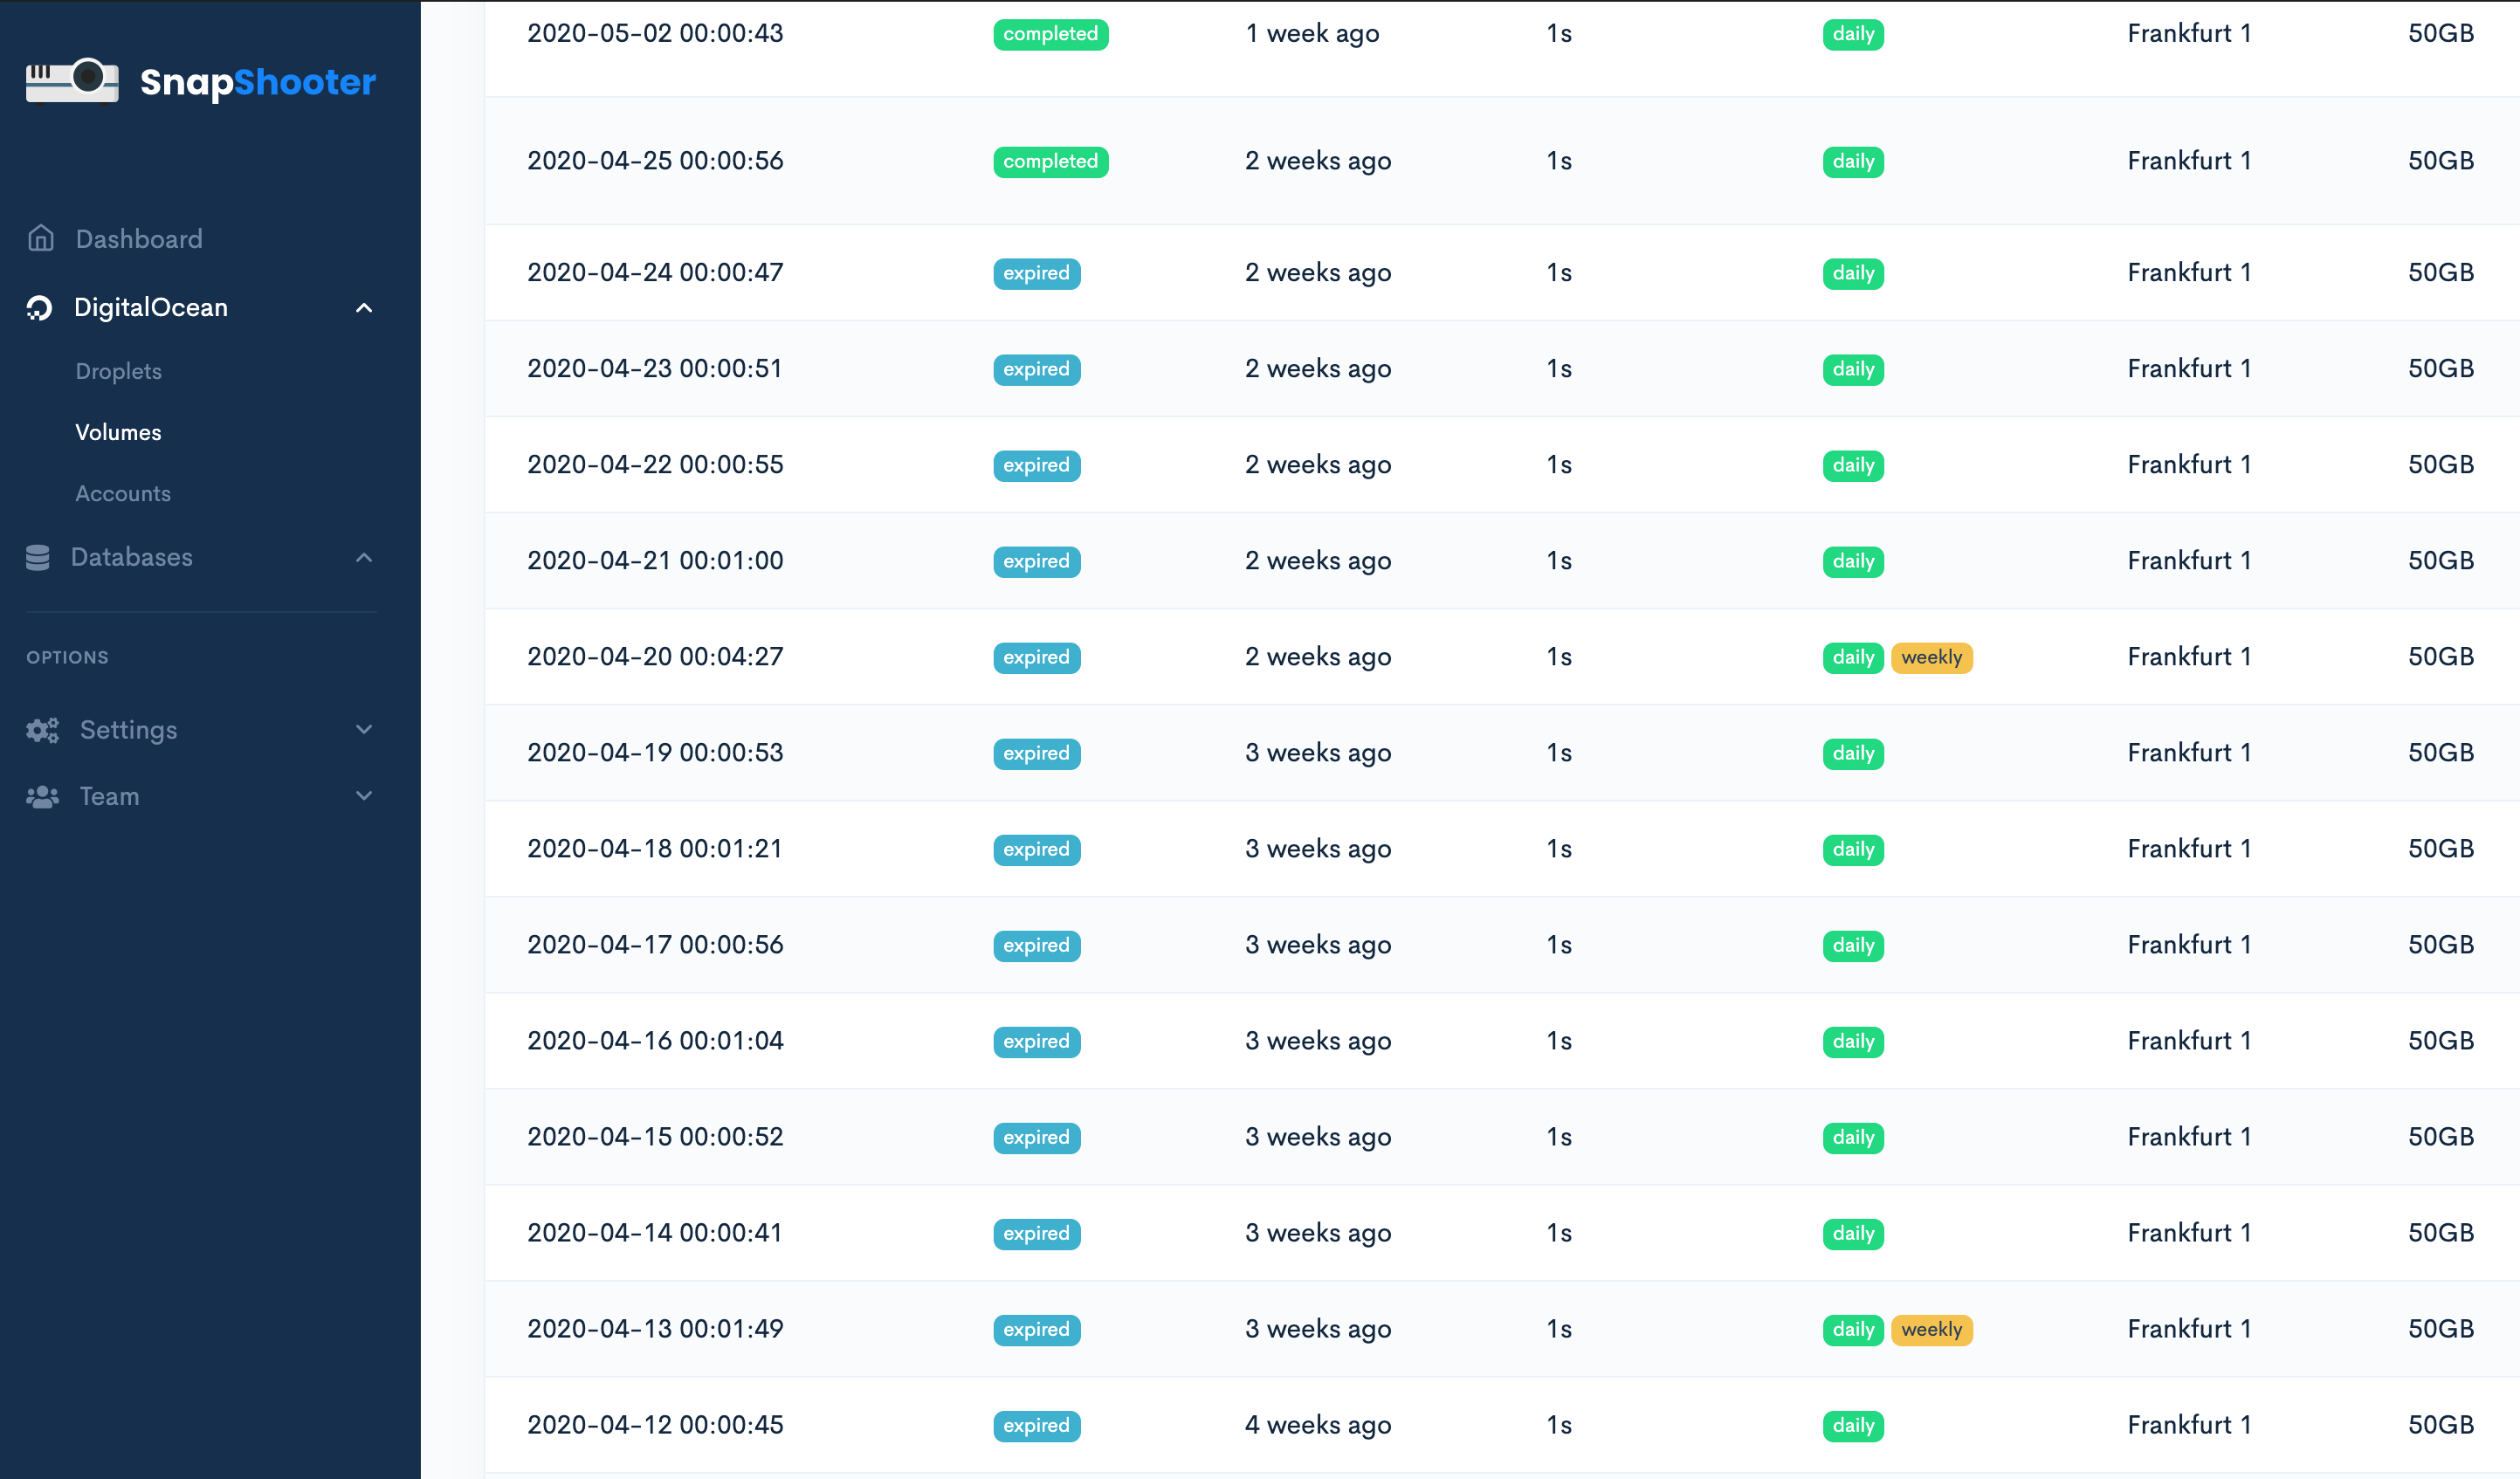 SnapShooter
Dashboard
DigitalOcean
Droplets
Volumes
Accounts
Databases
OPTIONS
Settings
Team
2020-05-02 00:00:43 completed 1 week ago 1s daily Frankfurt 1 50GB
2020-04-25 00:00:56 completed 2 weeks ago 1s daily Frankfurt 1 50GB
2020-04-24 00:00:47 expired 2 weeks ago 1s daily Frankfurt 1 50GB
2020-04-23 00:00:51 expired 2 weeks ago 1s daily Frankfurt 1 50GB
2020-04-22 00:00:55 expired 2 weeks ago 1s daily Frankfurt 1 50GB
2020-04-21 00:01:00 expired 2 weeks ago 1s daily Frankfurt 1 50GB
2020-04-20 00:04:27 expired 2 weeks ago 1s daily weekly Frankfurt 1 50GB
2020-04-19 00:00:53 expired 3 weeks ago 1s daily Frankfurt 1 50GB
2020-04-18 00:01:21 expired 3 weeks ago 1s daily Frankfurt 1 50GB
2020-04-17 00:00:56 expired 3 weeks ago 1s daily Frankfurt 1 50GB
2020-04-16 00:01:04 expired 3 weeks ago 1s daily Frankfurt 1 50GB
2020-04-15 00:00:52 expired 3 weeks ago 1s daily Frankfurt 1 50GB
2020-04-14 00:00:41 expired 3 weeks ago 1s daily Frankfurt 1 50GB
2020-04-13 00:01:49 expired 3 weeks ago 1s daily weekly Frankfurt 1 50GB
2020-04-12 00:00:45 expired 4 weeks ago 1s daily Frankfurt 1 50GB